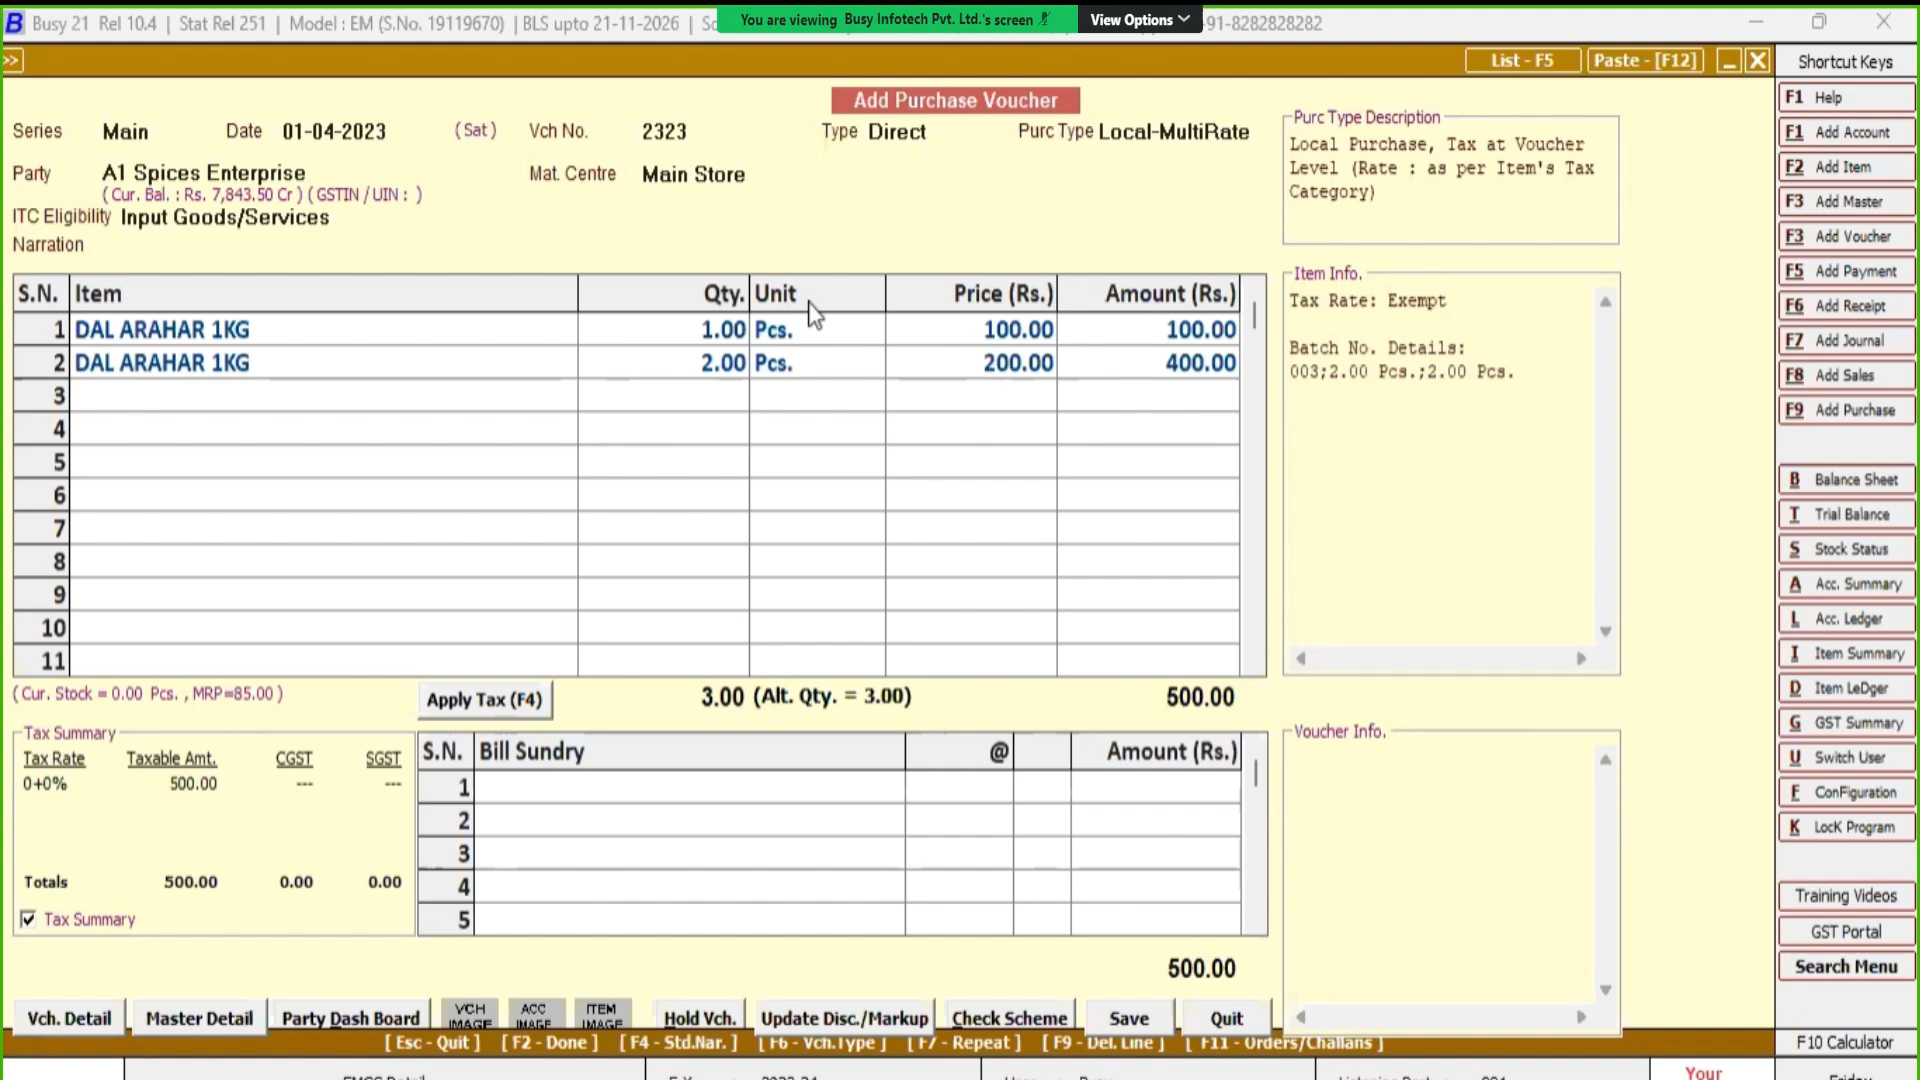 Busy 21 Rel 10.4 | Stat Rel 251 | Model : EM (S.No. 19119670) | BLS upto 21-11-2026 |
You are viewing Busy Infotech Pvt. Ltd.'s screen
View Options
-91-8282828282
>>
List - F5
Paste - [F12]
Shortcut Keys
Add Purchase Voucher
Series Main Date 01-04-2023 ( Sat ) Vch No. 2323 Type Direct Purc Type Local-MultiRate
Party A1 Spices Enterprise Mat. Centre Main Store
( Cur. Bal. : Rs. 7,843.50 Cr ) ( GSTIN / UIN : )
ITC Eligibility Input Goods/Services
Narration
Purc Type Description
Local Purchase, Tax at Voucher
Level (Rate : as per Item's Tax
Category)
S.N. Item Qty. Unit Price (Rs.) Amount (Rs.)
1 DAL ARAHAR 1KG 1.00 Pcs. 100.00 100.00
2 DAL ARAHAR 1KG 2.00 Pcs. 200.00 400.00
3
4
5
6
7
8
9
10
11
Item Info.
Tax Rate: Exempt
Batch No. Details:
003;2.00 Pcs.;2.00 Pcs.
( Cur. Stock = 0.00 Pcs. , MRP=85.00 )
Apply Tax (F4)
3.00 (Alt. Qty. = 3.00) 500.00
Tax Summary
Tax Rate Taxable Amt. CGST SGST
0+0% 500.00 --- ---
Totals 500.00 0.00 0.00
Tax Summary
S.N. Bill Sundry @ Amount (Rs.)
1
2
3
4
5
500.00
Voucher Info.
Vch. Detail
Master Detail
Party Dash Board
VCH IMAGE
ACC IMAGE
ITEM IMAGE
Hold Vch.
Update Disc./Markup
Check Scheme
Save
Quit
[ Esc - Quit ] [ F2 - Done ] [ F4 - Std.Nar. ] [ F6 - Vch.Type ] [ F7 - Repeat ] [ F9 - Del. Line ] [ F11 - Orders/Challans ]
F1 Help
F1 Add Account
F2 Add Item
F3 Add Master
F3 Add Voucher
F5 Add Payment
F6 Add Receipt
F7 Add Journal
F8 Add Sales
F9 Add Purchase
B Balance Sheet
T Trial Balance
S Stock Status
A Acc. Summary
L Acc. Ledger
I Item Summary
D Item LeDger
G GST Summary
U Switch User
F ConFiguration
K LocK Program
Training Videos
GST Portal
Search Menu
F10 Calculator
Your